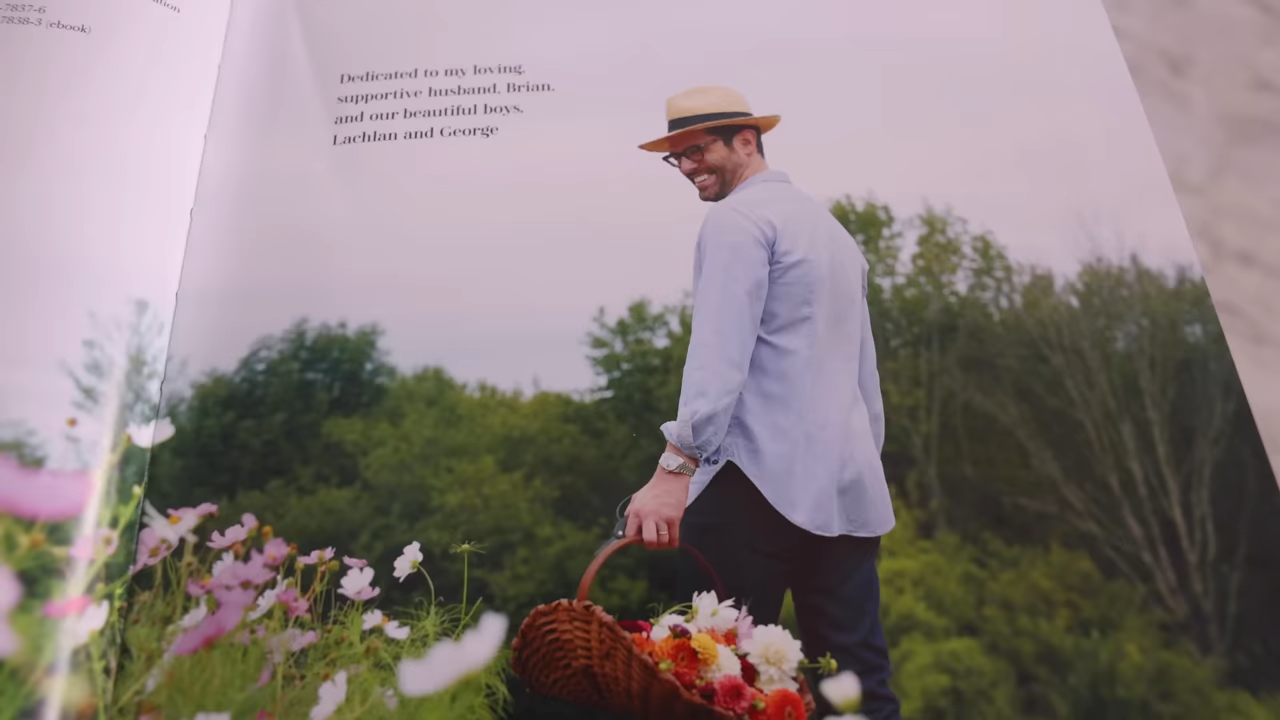 ation
-7837-6
7838-3 (ebook)
Dedicated to my loving,
supportive husband, Brian,
and our beautiful boys,
Lachlan and George